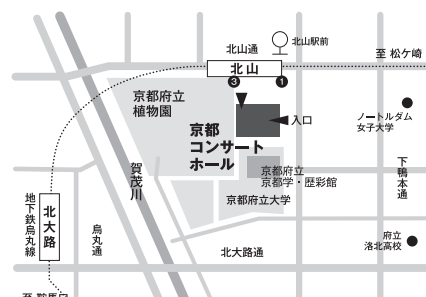 北山駅前
北山通
至 松ケ崎
北山
3
1
京都府立
植物園
入口
ノートルダム
女子大学
京都
コンサート
ホール
賀茂川
京都府立
京都学・歴彩館
下鴨本通
地下鉄烏丸線
北大路
京都府立大学
烏丸通
府立
洛北高校
北大路通